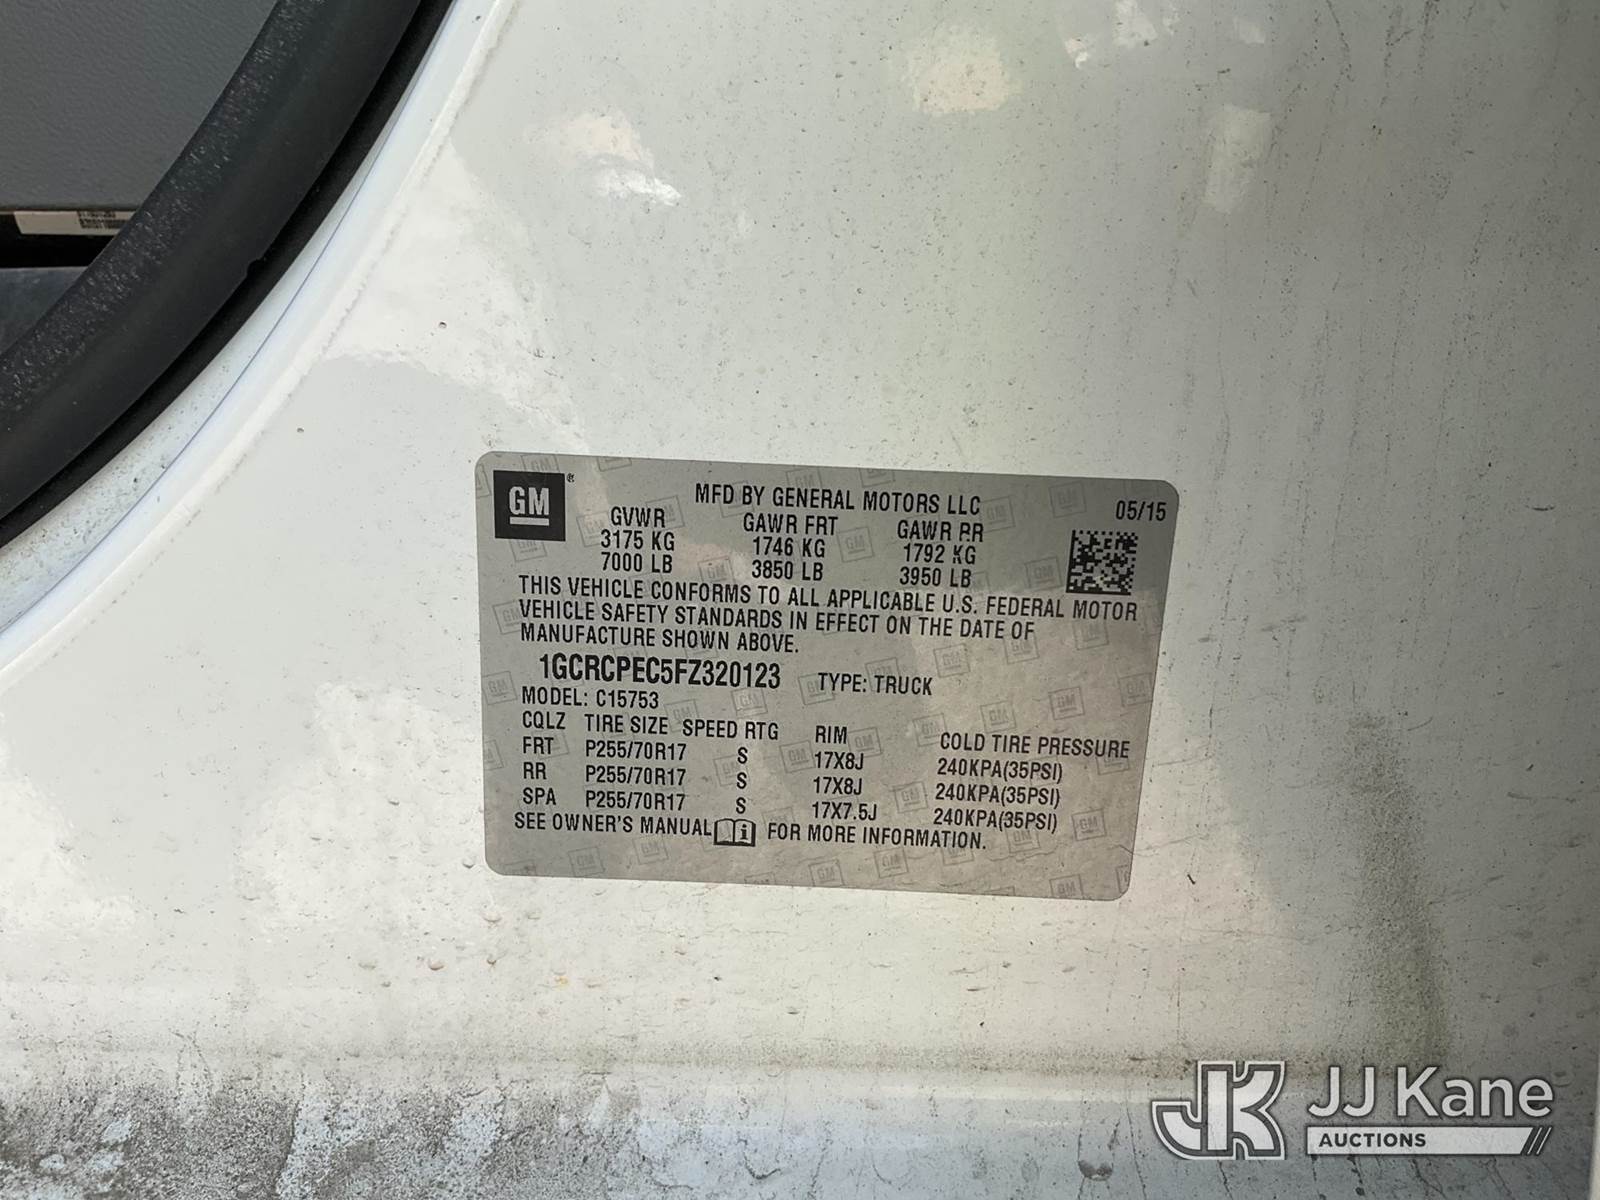 GM
MFD BY GENERAL MOTORS LLC 05/15
GVWR GAWR FRT GAWR RR
3175 KG 1746 KG 1792 KG
7000 LB 3850 LB 3950 LB
THIS VEHICLE CONFORMS TO ALL APPLICABLE U.S. FEDERAL MOTOR
VEHICLE SAFETY STANDARDS IN EFFECT ON THE DATE OF
MANUFACTURE SHOWN ABOVE.
1GCRCPEC5FZ320123 TYPE: TRUCK
MODEL: C15753
CQLZ TIRE SIZE SPEED RTG RIM COLD TIRE PRESSURE
FRT P255/70R17 S 17X8J 240KPA(35PSI)
RR P255/70R17 S 17X8J 240KPA(35PSI)
SPA P255/70R17 S 17X7.5J 240KPA(35PSI)
SEE OWNER'S MANUAL FOR MORE INFORMATION.
JK JJ Kane
AUCTIONS